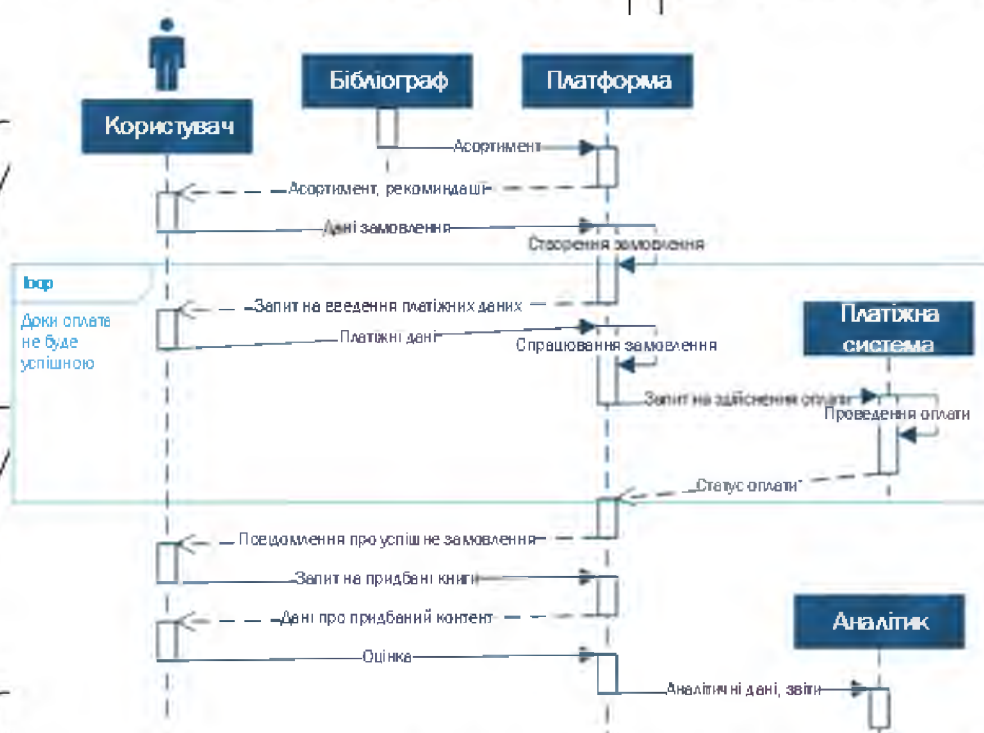 Бібліограф
Платформа
Користувач
Асортимент
Асортимент, рекоминдаші
Дані замовлення
Створення замовлення
loop
Доки оплата
не буде
успішною
Запит на введення платіжних даних
Платіжні дані
Спрацювання замовлення
Платіжна
система
Запит на здійснення оплати
Проведення оплати
Статус оплати
Повідомлення про успішне замовлення
Запит на придбані книги
Дані про придбаний контент
Аналітик
Оцінка
Аналітичні дані, звіти